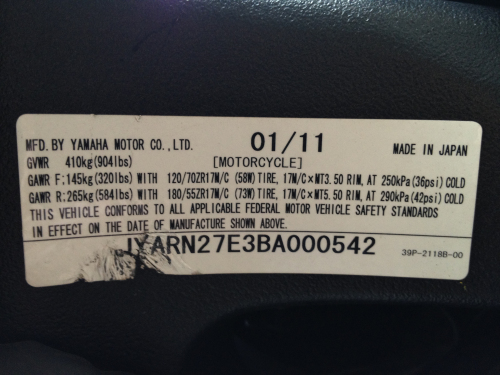 MFD. BY YAMAHA MOTOR CO., LTD. 01/11 MADE IN JAPAN
GVWR 410kg(904lbs) [MOTORCYCLE]
GAWR F:145kg(320lbs)WITH 120/70ZR17M/C (58W)TIRE, 17M/C×MT3.50 RIM, AT 250kPa(36psi)COLD
GAWR R:265kg(584lbs)WITH 180/55ZR17M/C (73W)TIRE, 17M/C×MT5.50 RIM, AT 290kPa(42psi)COLD
THIS VEHICLE CONFORMS TO ALL APPLICABLE FEDERAL MOTOR VEHICLE SAFETY STANDARDS
IN EFFECT ON THE DATE OF MANUFACTURE SHOWN ABOVE.
JYARN27E3BA000542
39P-2118B-00